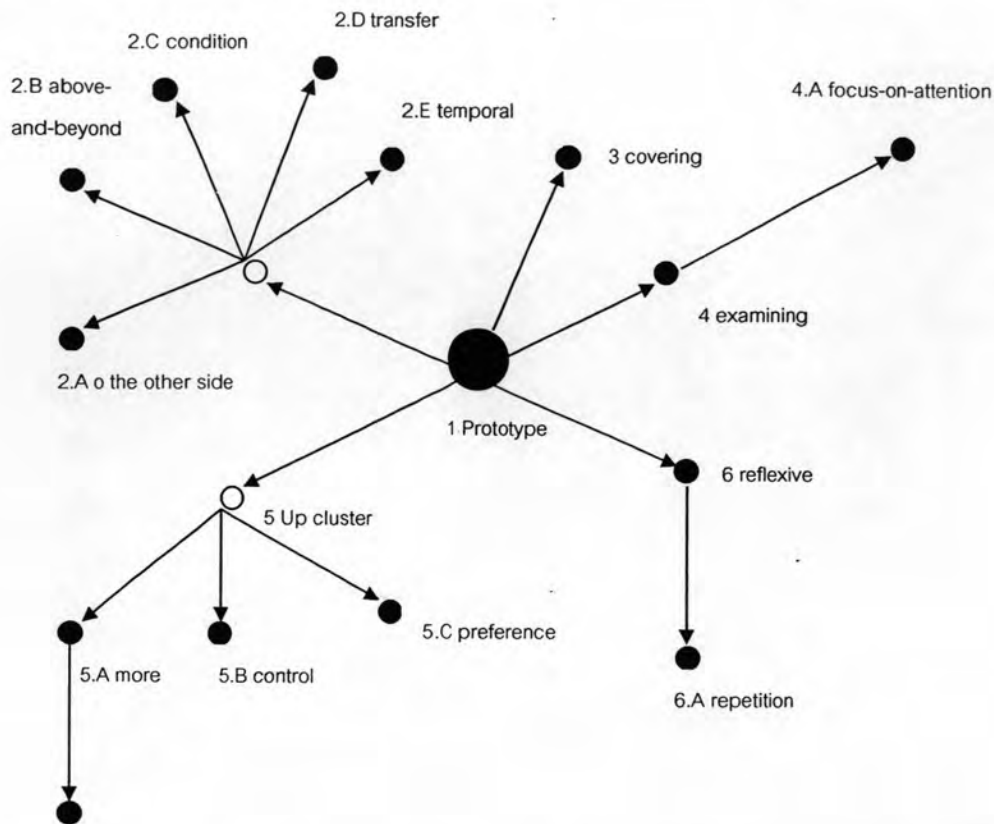 2.D transfer
2.C condition
2.B above-
and-beyond
2.E temporal
4.A focus-on-attention
3 covering
4 examining
2.A o the other side
1 Prototype
6 reflexive
5 Up cluster
5.C preference
5.A more
5.B control
6.A repetition